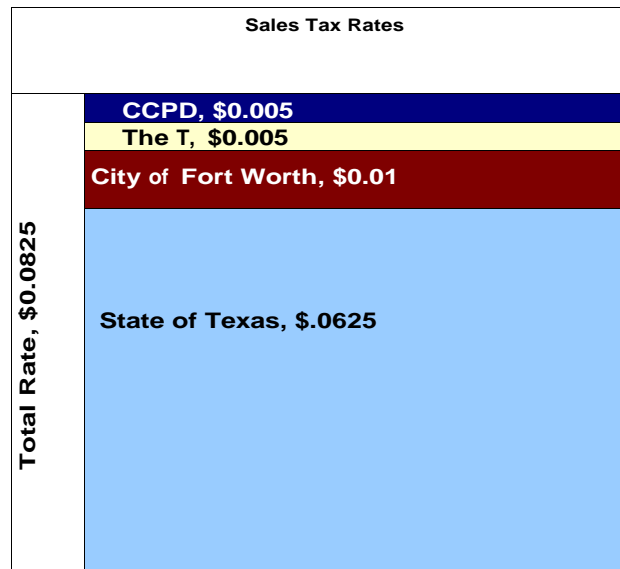 Sales Tax Rates
CCPD, $0.005
The T, $0.005
City of Fort Worth, $0.01
State of Texas, $.0625
Total Rate, $0.0825